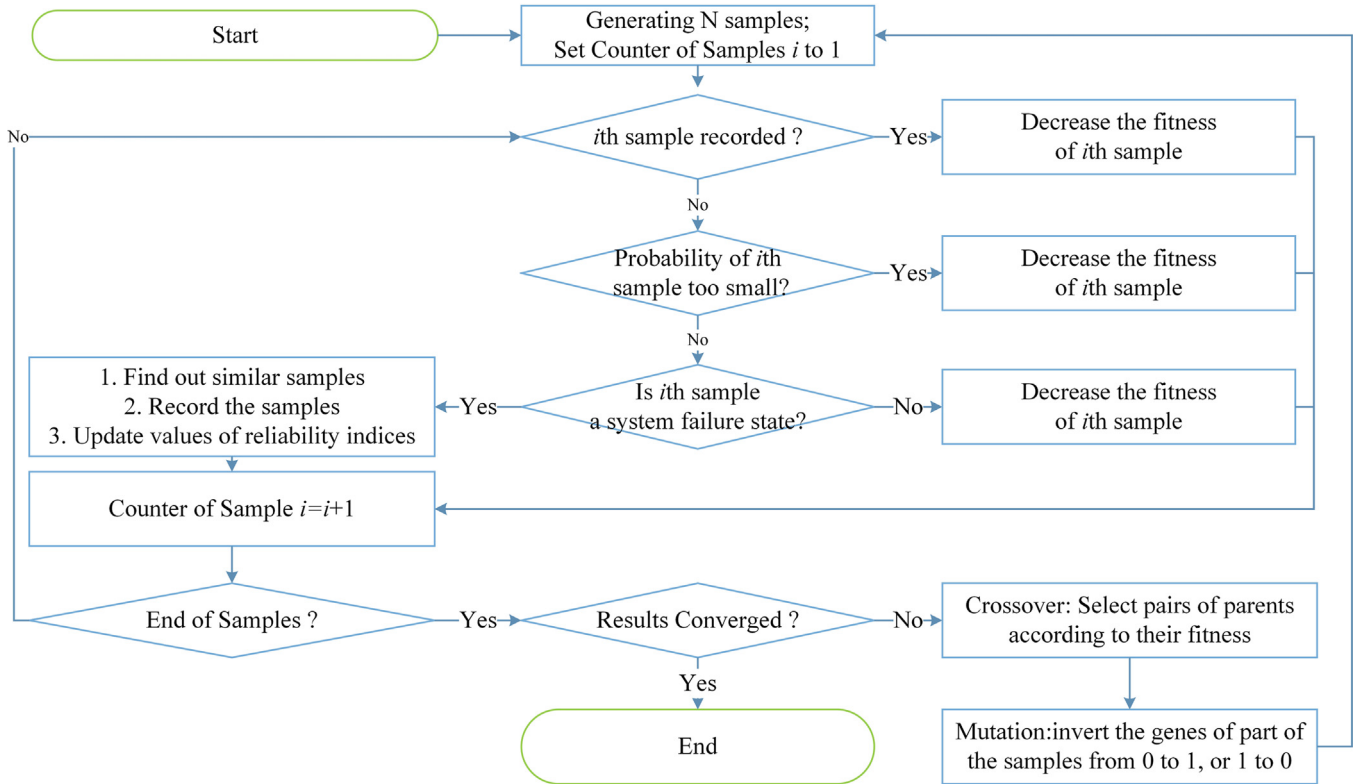 Start
Generating N samples;
Set Counter of Samples i to 1
No
ith sample recorded ?
Yes
Decrease the fitness
of ith sample
No
Probability of ith
sample too small?
Yes
Decrease the fitness
of ith sample
No
1. Find out similar samples
2. Record the samples
3. Update values of reliability indices
Yes
Is ith sample
a system failure state?
No
Decrease the fitness
of ith sample
Counter of Sample i=i+1
End of Samples ?
Yes
Results Converged ?
No
Crossover: Select pairs of parents
according to their fitness
Yes
End
Mutation:invert the genes of part of
the samples from 0 to 1, or 1 to 0